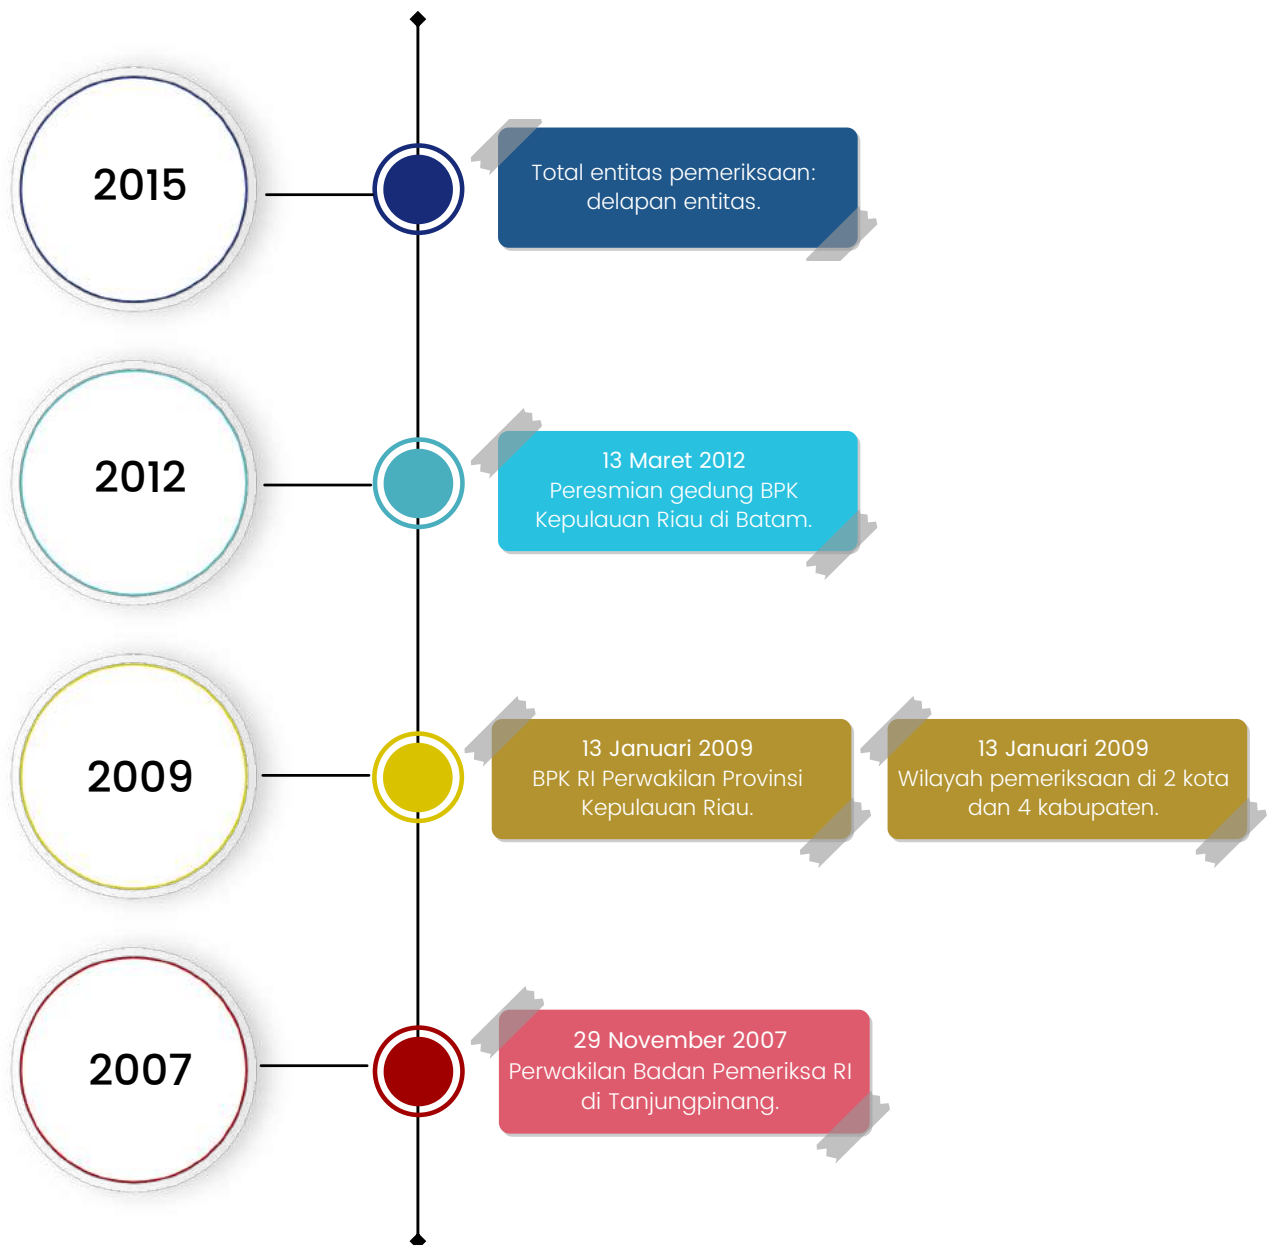 2015
Total entitas pemeriksaan:
delapan entitas.
2012
13 Maret 2012
Peresmian gedung BPK
Kepulauan Riau di Batam.
2009
13 Januari 2009
BPK RI Perwakilan Provinsi
Kepulauan Riau.
13 Januari 2009
Wilayah pemeriksaan di 2 kota
dan 4 kabupaten.
2007
29 November 2007
Perwakilan Badan Pemeriksa RI
di Tanjungpinang.